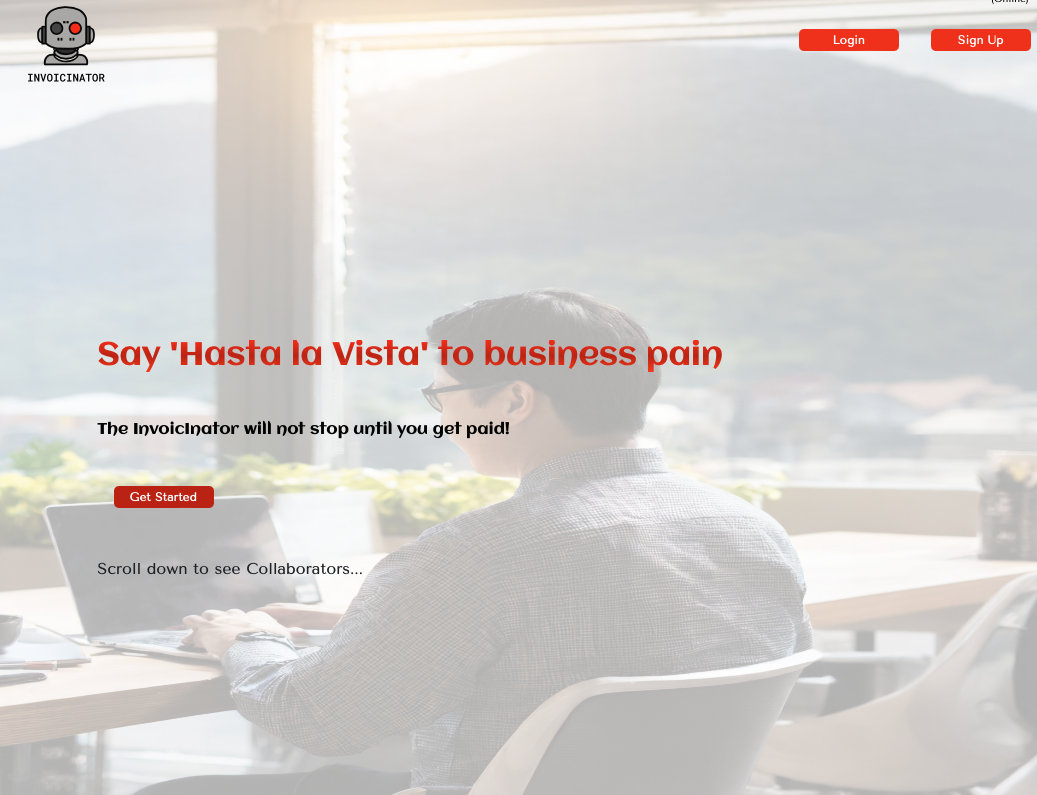 (Online)
Login
Sign Up
INVOICINATOR
Say 'Hasta la Vista' to business pain
The InvoicInator will not stop until you get paid!
Get Started
Scroll down to see Collaborators...